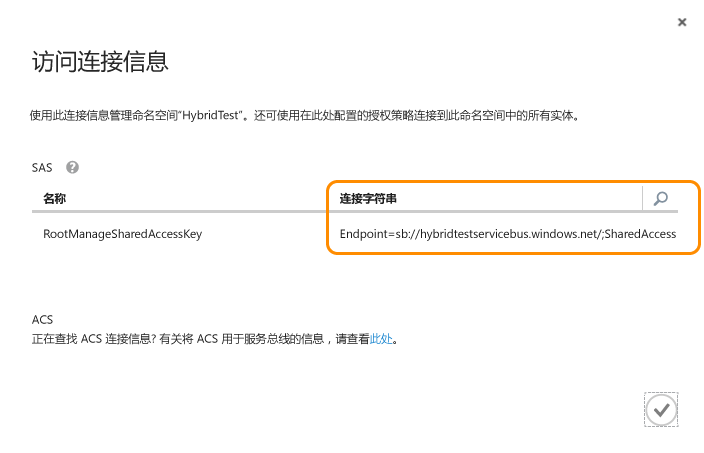 访问连接信息
使用此连接信息管理命名空间“HybridTest”。还可使用在此处配置的授权策略连接到此命名空间中的所有实体。
SAS ?
名称 连接字符串
RootManageSharedAccessKey Endpoint=sb://hybridtestservicebus.windows.net/;SharedAccess
ACS
正在查找 ACS 连接信息? 有关将 ACS 用于服务总线的信息，请查看此处。